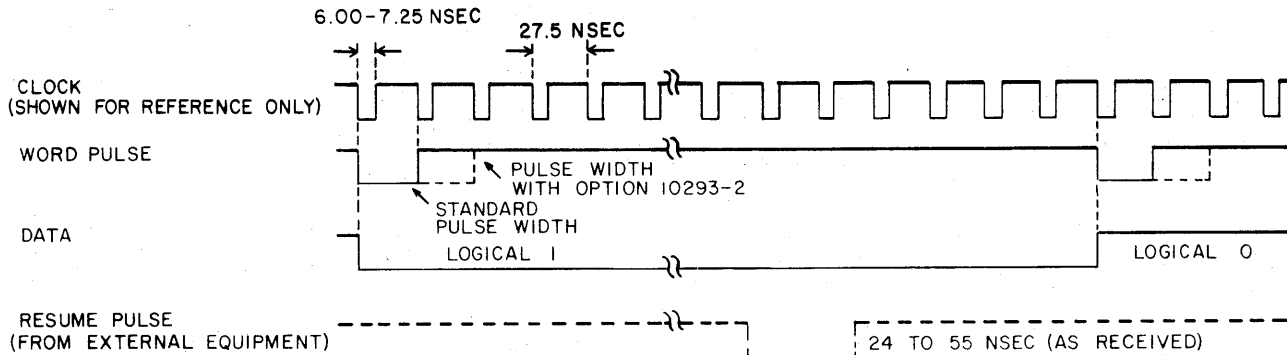 6.00-7.25 NSEC
27.5 NSEC
CLOCK
(SHOWN FOR REFERENCE ONLY)
WORD PULSE
PULSE WIDTH
WITH OPTION 10293-2
STANDARD
PULSE WIDTH
DATA
LOGICAL 1
LOGICAL 0
RESUME PULSE
(FROM EXTERNAL EQUIPMENT)
24 TO 55 NSEC (AS RECEIVED)